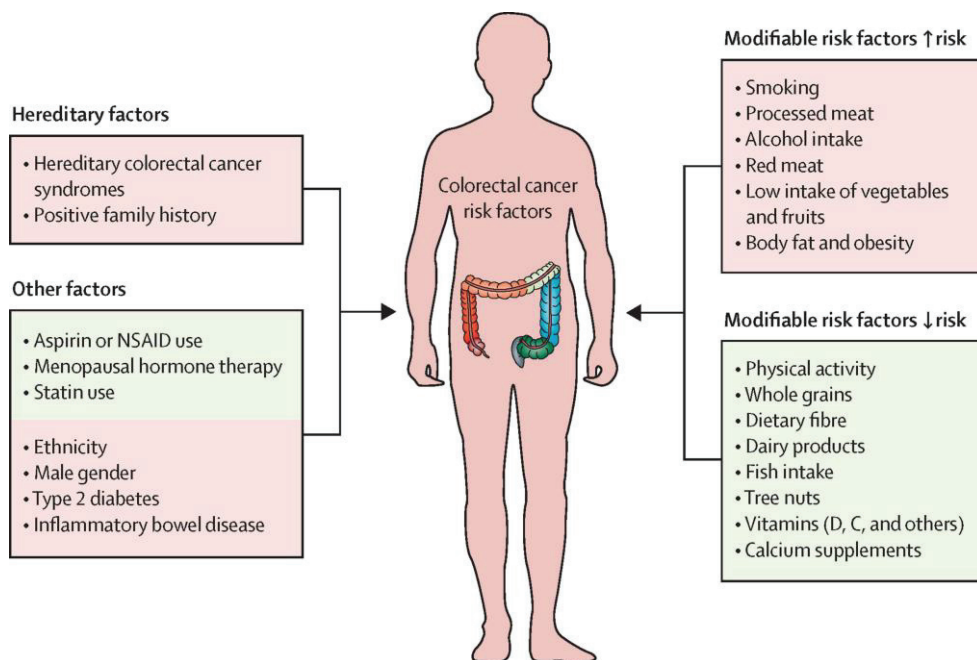 Hereditary factors
• Hereditary colorectal cancer
syndromes
• Positive family history
Other factors
• Aspirin or NSAID use
• Menopausal hormone therapy
• Statin use
• Ethnicity
• Male gender
• Type 2 diabetes
• Inflammatory bowel disease
Colorectal cancer
risk factors
Modifiable risk factors ↑risk
• Smoking
• Processed meat
• Alcohol intake
• Red meat
• Low intake of vegetables
and fruits
• Body fat and obesity
Modifiable risk factors ↓risk
• Physical activity
• Whole grains
• Dietary fibre
• Dairy products
• Fish intake
• Tree nuts
• Vitamins (D, C, and others)
• Calcium supplements